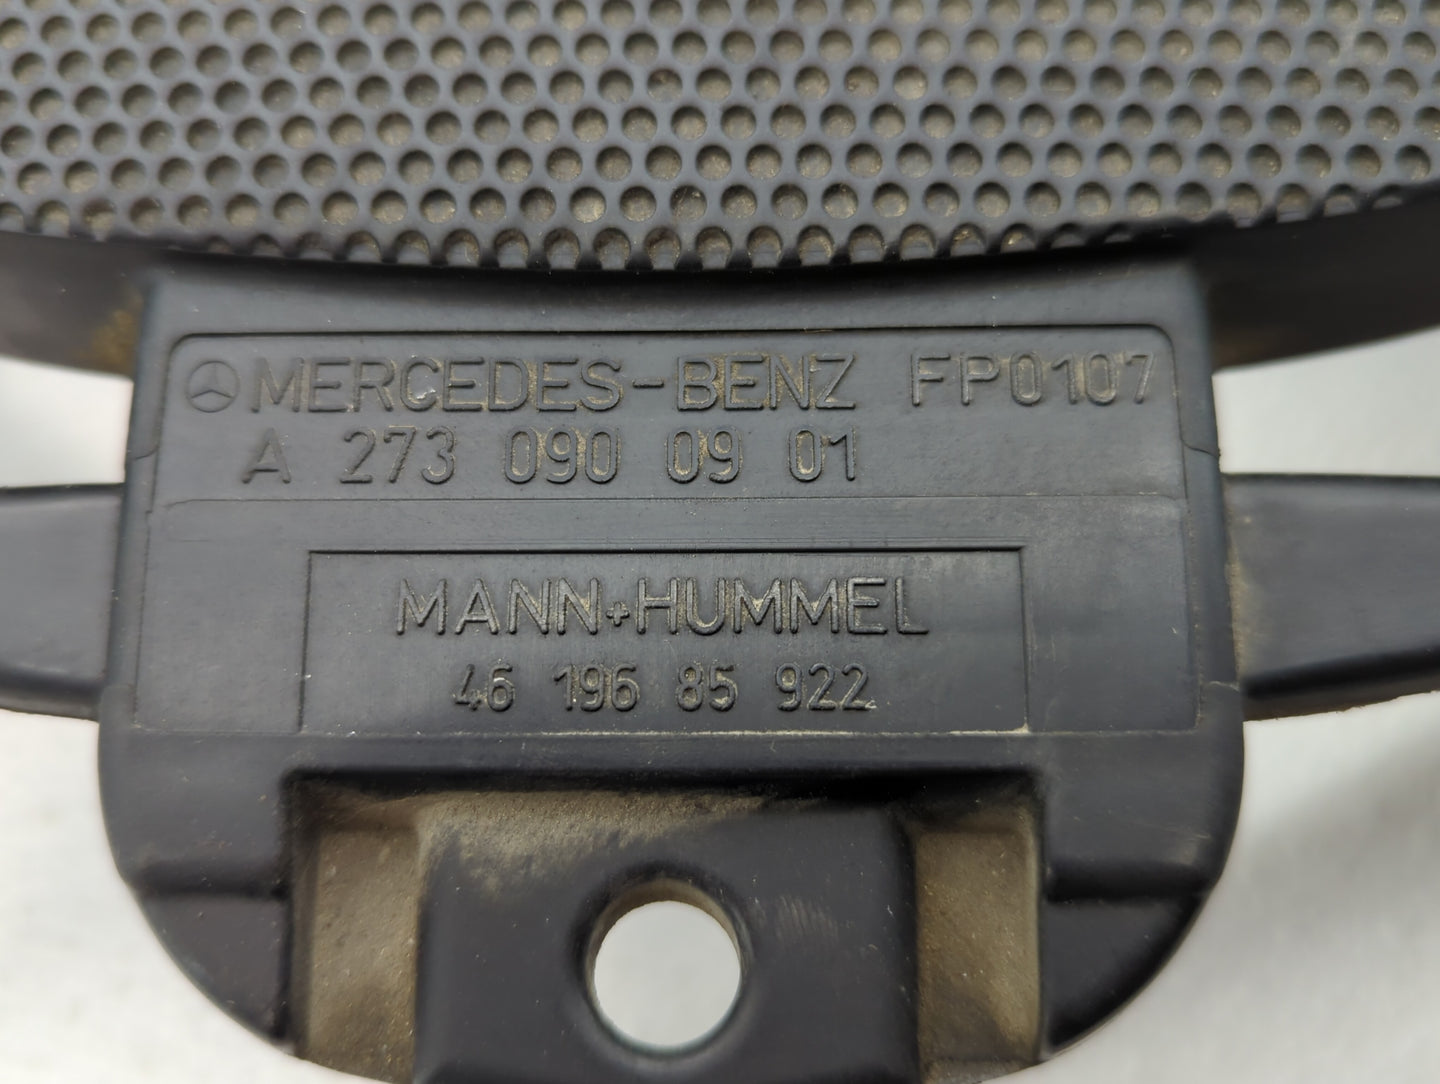 MERCEDES-BENZ FP0107
A 273 090 09 01
MANN+HUMMEL
46 196 85 922